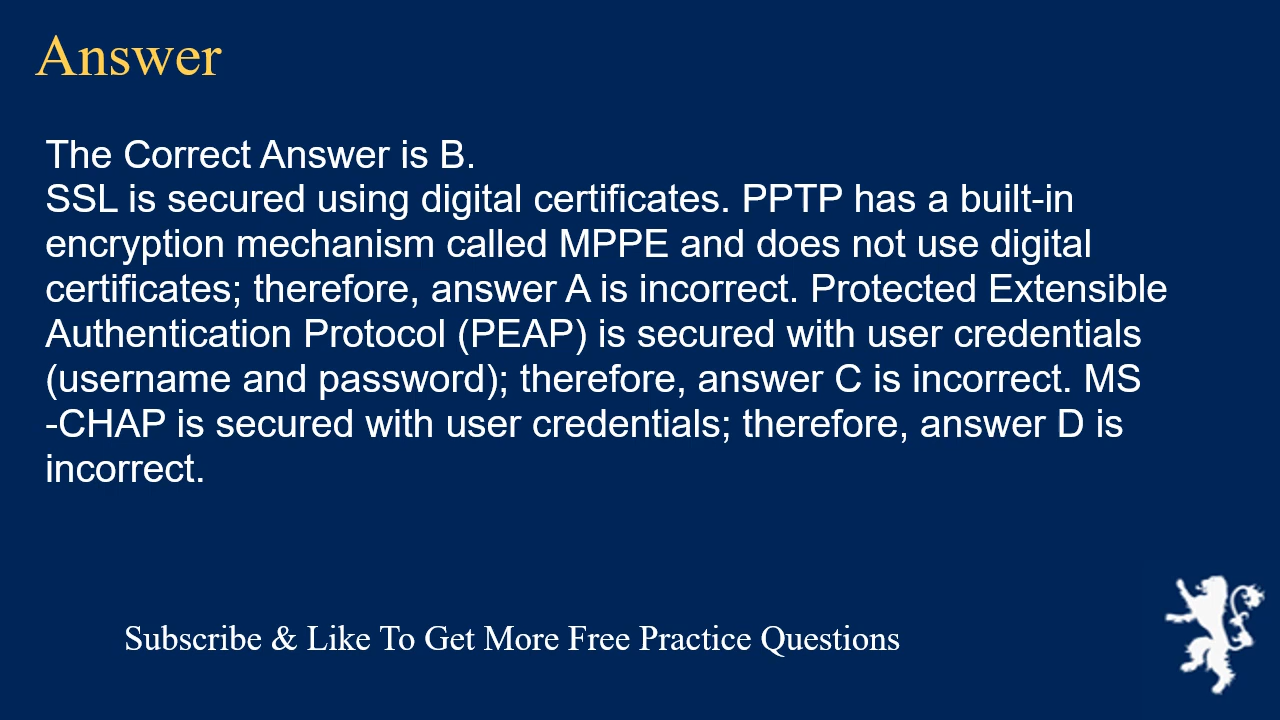 Answer
The Correct Answer is B.
SSL is secured using digital certificates. PPTP has a built-in
encryption mechanism called MPPE and does not use digital
certificates; therefore, answer A is incorrect. Protected Extensible
Authentication Protocol (PEAP) is secured with user credentials
(username and password); therefore, answer C is incorrect. MS
-CHAP is secured with user credentials; therefore, answer D is
incorrect.
Subscribe & Like To Get More Free Practice Questions